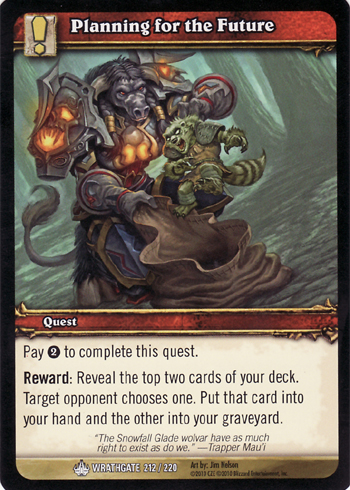 Planning for the Future
Quest
Pay 2 to complete this quest.
Reward: Reveal the top two cards of your deck.
Target opponent chooses one. Put that card into
your hand and the other into your graveyard.
"The Snowfall Glade wolvar have as much
right to exist as do we." —Trapper Mau'i
WRATHGATE 212 / 220
Art by: Jim Nelson
©2010 CZE ©2010 Blizzard Entertainment, Inc.